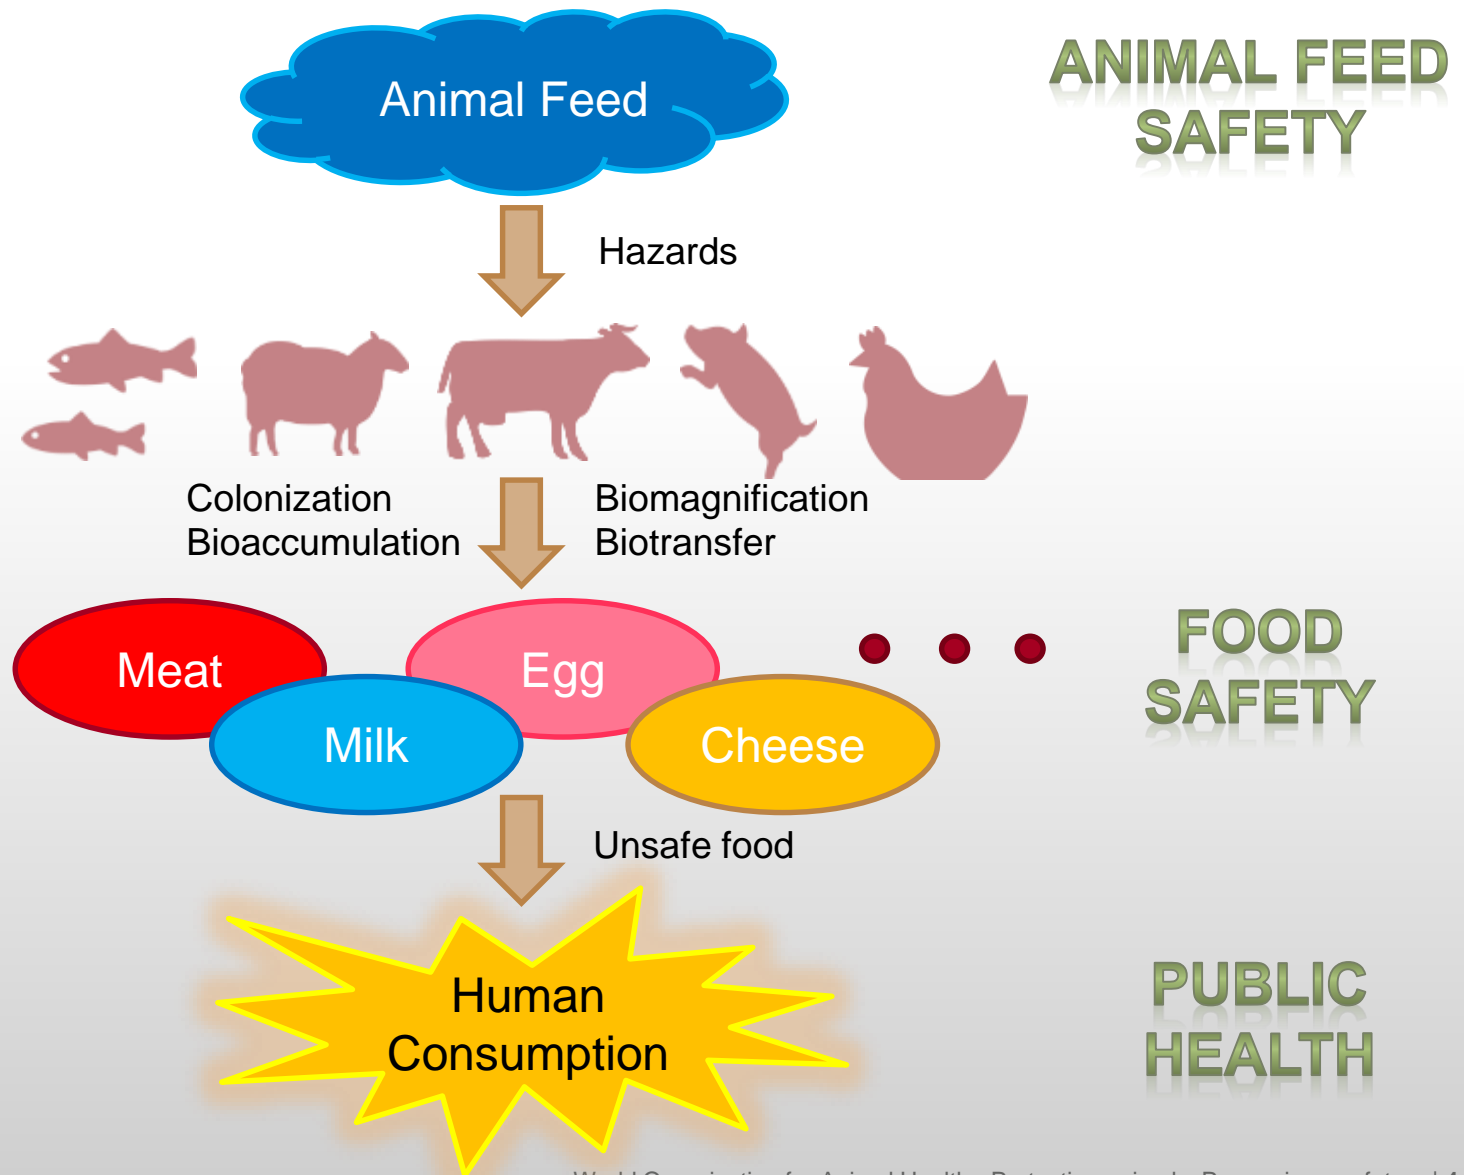 Animal Feed
ANIMAL FEED
SAFETY
Hazards
Colonization
Bioaccumulation
Biomagnification
Biotransfer
Meat
Egg
Milk
Cheese
FOOD
SAFETY
Unsafe food
Human
Consumption
PUBLIC
HEALTH